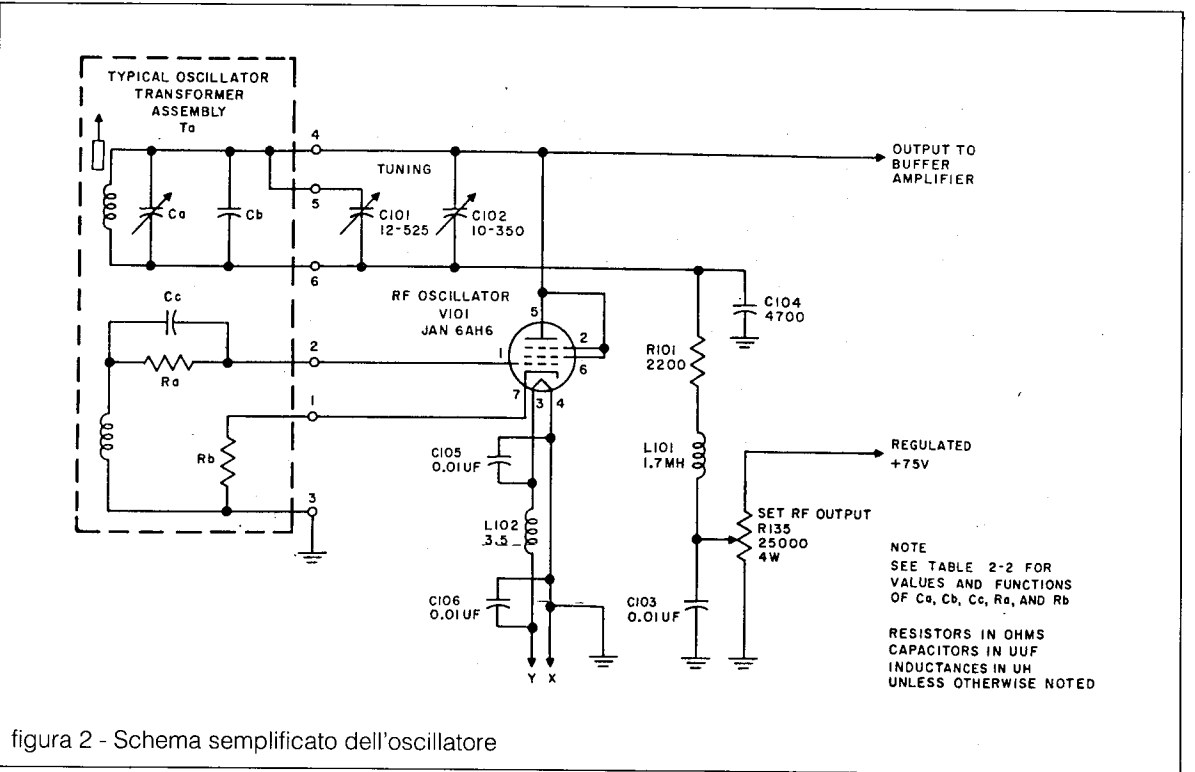 TYPICAL OSCILLATOR
TRANSFORMER
ASSEMBLY
Ta
Ca
Cb
4
5
6
TUNING
C101
12-525
C102
10-350
OUTPUT TO
BUFFER
AMPLIFIER
Cc
Ra
Rb
2
1
3
RF OSCILLATOR
V101
JAN 6AH6
5
2
1
6
7
3
4
C104
4700
R101
2200
L101
1.7MH
REGULATED
+75V
C105
0.01UF
L102
3.5
SET RF OUTPUT
R135
25000
4W
C106
0.01UF
C103
0.01UF
Y X
NOTE
SEE TABLE 2-2 FOR
VALUES AND FUNCTIONS
OF Ca, Cb, Cc, Ra, AND Rb
RESISTORS IN OHMS
CAPACITORS IN UUF
INDUCTANCES IN UH
UNLESS OTHERWISE NOTED
figura 2 - Schema semplificato dell'oscillatore